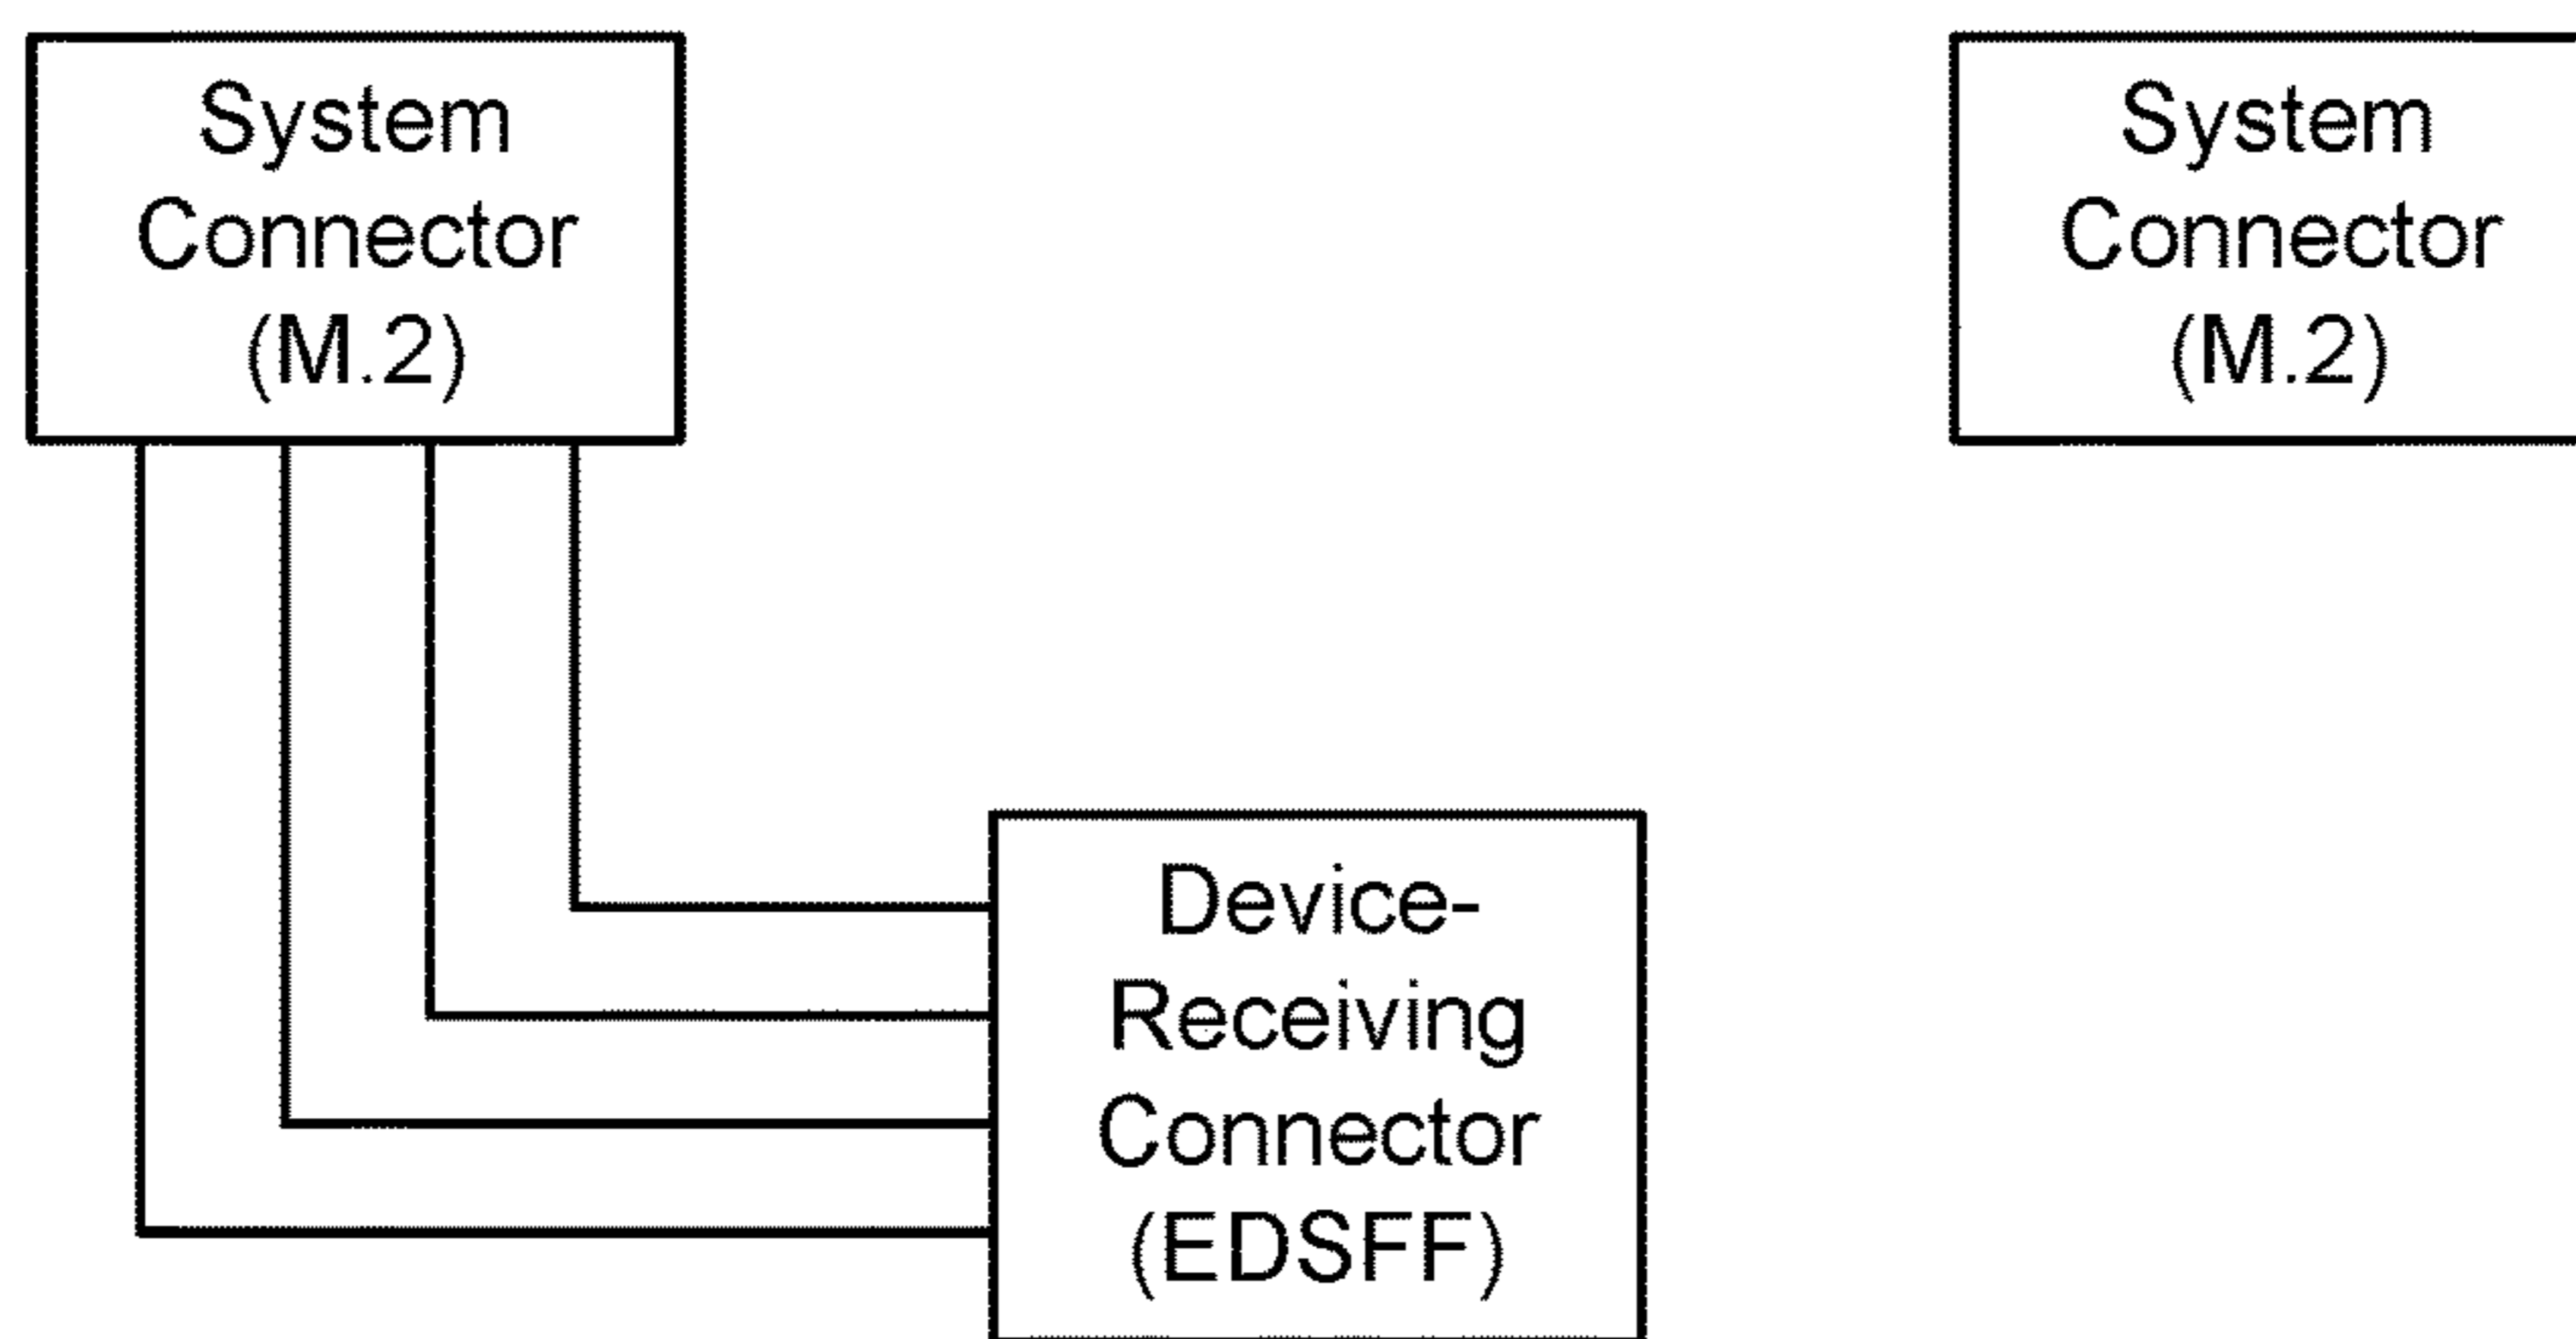 System
Connector
(M.2)
System
Connector
(M.2)
Device-
Receiving
Connector
(EDSFF)